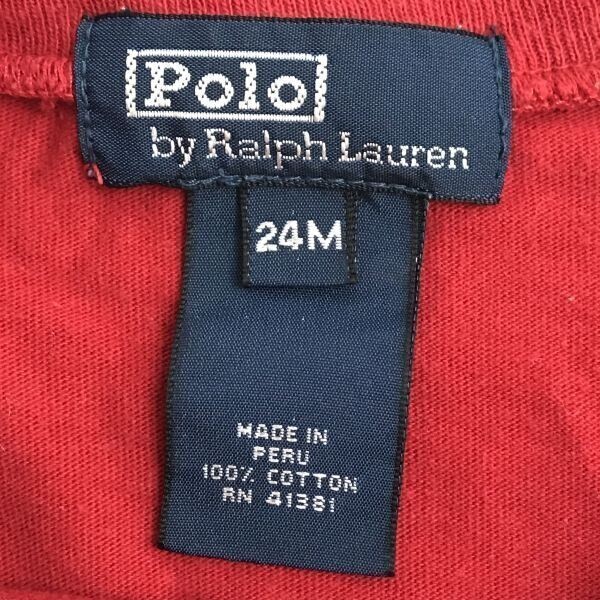 Polo
by Ralph Lauren
24M
MADE IN
PERU
100% COTTON
RN 41381